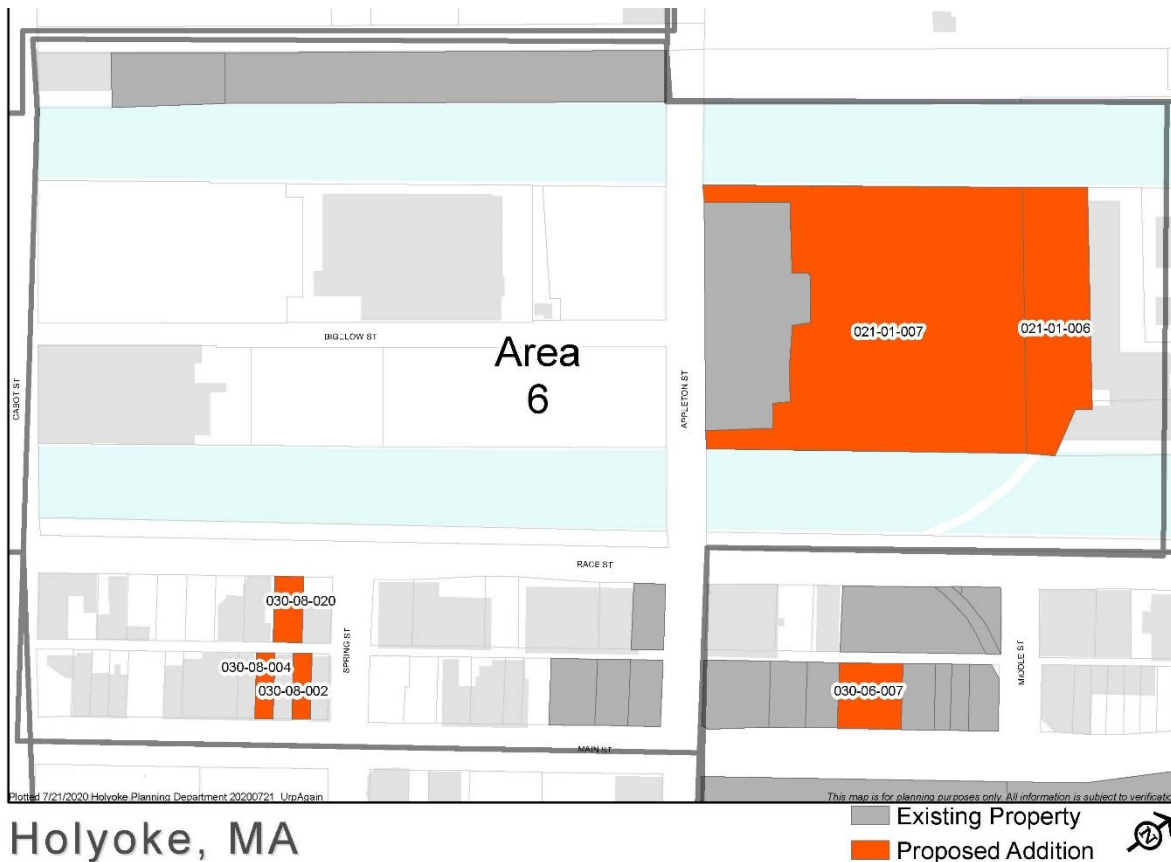 021-01-007
021-01-006
BIGELOW ST
Area
6
CABOT ST
APPLETON ST
RACE ST
030-08-020
SPRING ST
030-08-004
030-08-002
030-06-007
MIDDLE ST
MAIN ST
Plotted 7/21/2020 Holyoke Planning Department 20200721_UrpAgain
This map is for planning purposes only. All information is subject to verificatio
Holyoke, MA
Existing Property
Proposed Addition
N